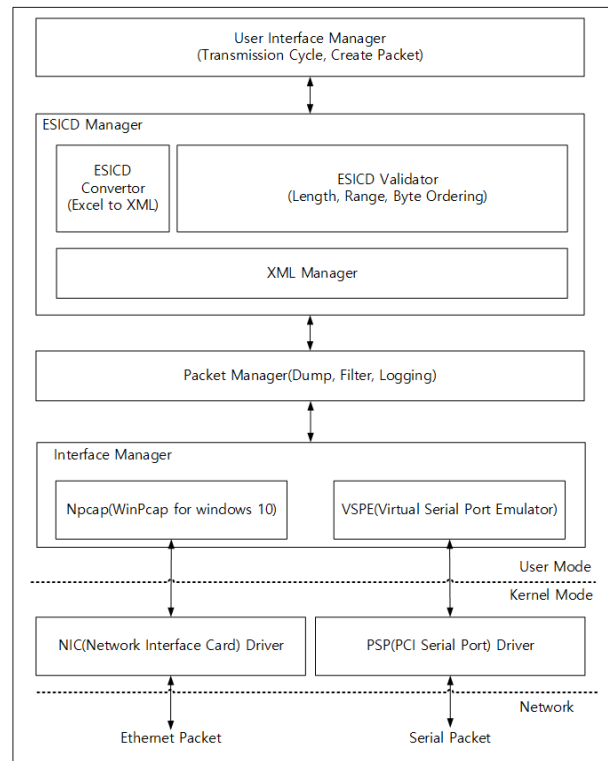 User Interface Manager
(Transmission Cycle, Create Packet)
ESICD Manager
ESICD
Convertor
(Excel to XML)
ESICD Validator
(Length, Range, Byte Ordering)
XML Manager
Packet Manager(Dump, Filter, Logging)
Interface Manager
Npcap(WinPcap for windows 10)
VSPE(Virtual Serial Port Emulator)
User Mode
Kernel Mode
NIC(Network Interface Card) Driver
PSP(PCI Serial Port) Driver
Network
Ethernet Packet
Serial Packet